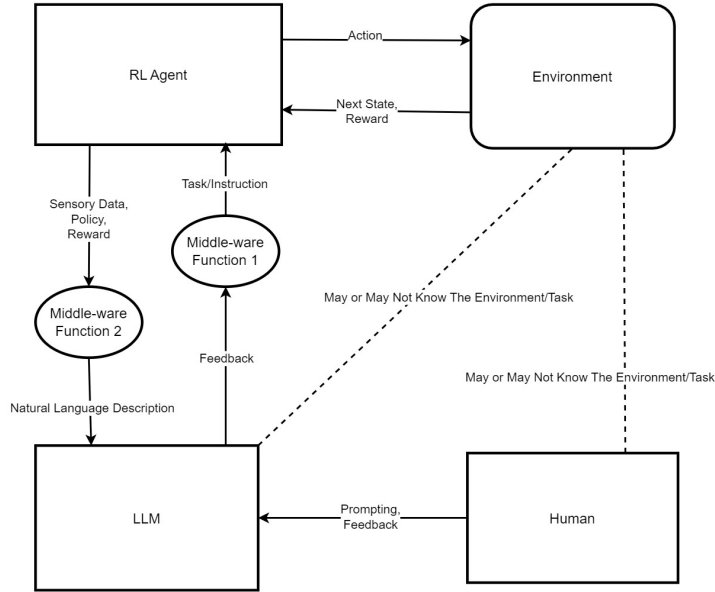 RL Agent
Action
Environment
Next State,
Reward
Task/Instruction
Sensory Data,
Policy,
Reward
Middle-ware
Function 1
Middle-ware
Function 2
May or May Not Know The Environment/Task
Feedback
May or May Not Know The Environment/Task
Natural Language Description
LLM
Prompting,
Feedback
Human